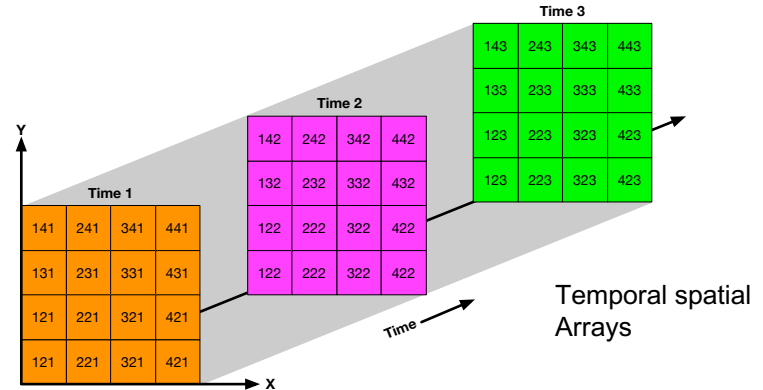 Time 3
143 243 343 443
133 233 333 433
123 223 323 423
123 223 323 423
Time 2
142 242 342 442
132 232 332 432
122 222 322 422
122 222 322 422
Y
Time 1
141 241 341 441
131 231 331 431
121 221 321 421
121 221 321 421
X
Time
Temporal spatial
Arrays